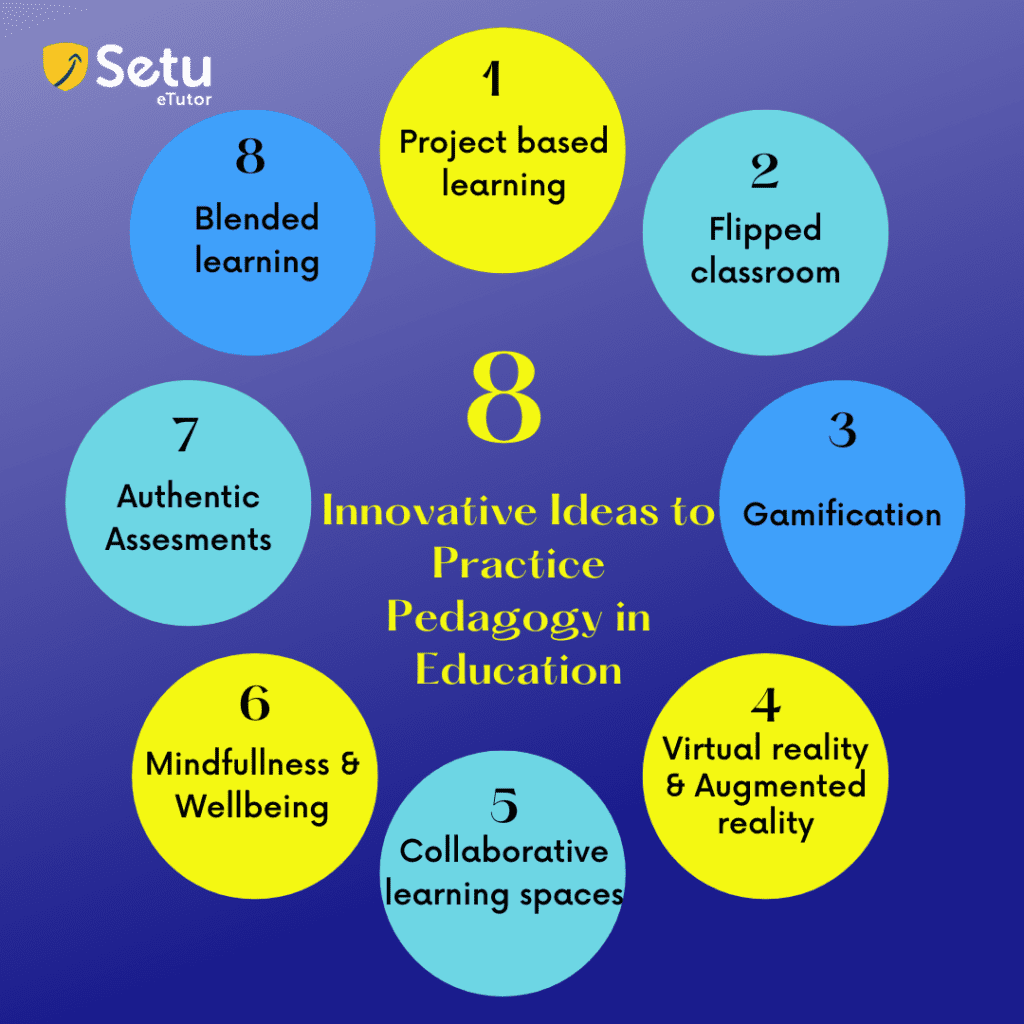 Setu
eTutor
1
Project based
learning
2
Flipped
classroom
3
Gamification
4
Virtual reality
& Augmented
reality
5
Collaborative
learning spaces
6
Mindfullness &
Wellbeing
7
Authentic
Assesments
8
Blended
learning
8
Innovative Ideas to
Practice
Pedagogy in
Education